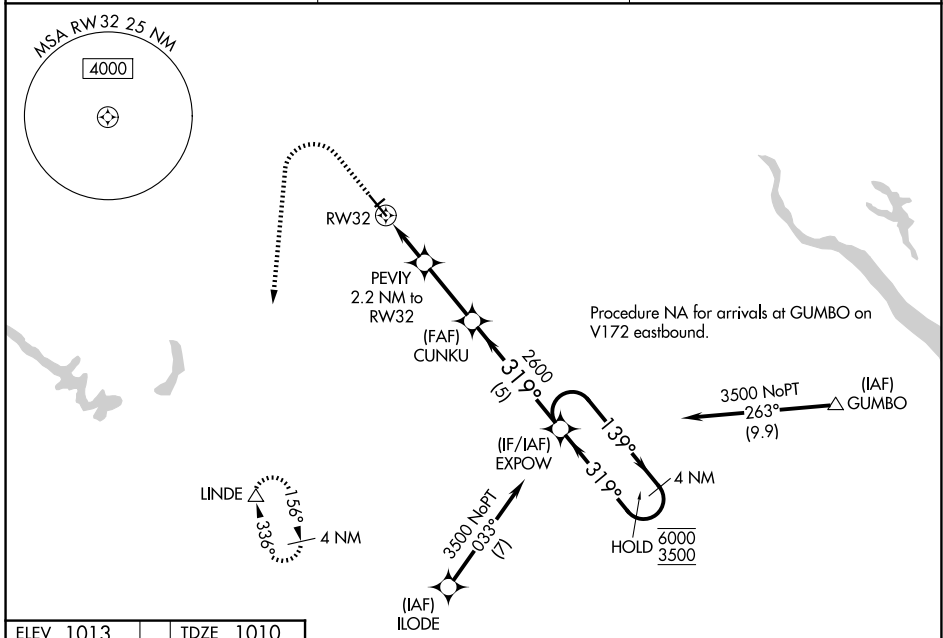 MSA RW 32 25 NM
4000
RW32
PEVIY
2.2 NM to
RW32
(FAF)
CUNKU
Procedure NA for arrivals at GUMBO on
V172 eastbound.
2600
319°
(5)
3500 NoPT
263°
(9.9)
(IAF)
GUMBO
(IF/IAF)
EXPOW
139°
319°
4 NM
HOLD
6000
3500
LINDE
156°
336°
4 NM
3500 NoPT
033°
(7)
(IAF)
ILODE
ELEV 1013
TDZE 1010